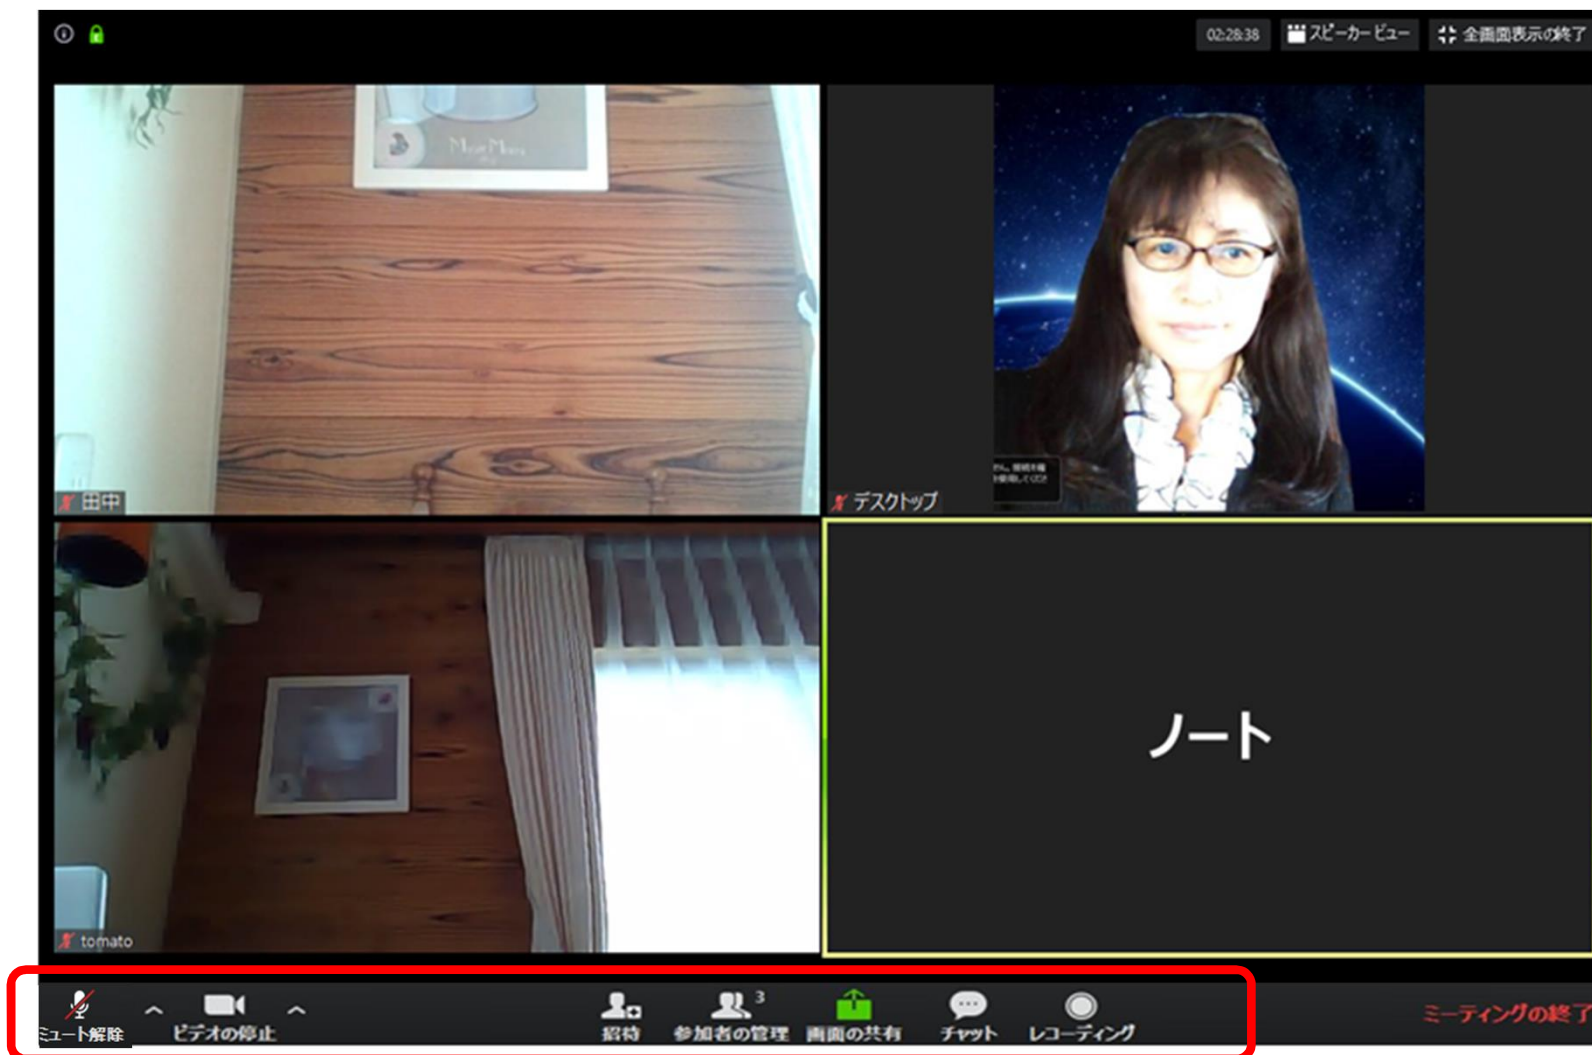 02:28:38 スピーカー ビュー 全画面表示の終了
田中
デスクトップ
tomato
ノート
ミュート解除 ビデオの停止 招待 参加者の管理 3 画面の共有 チャット レコーディング ミーティングの終了